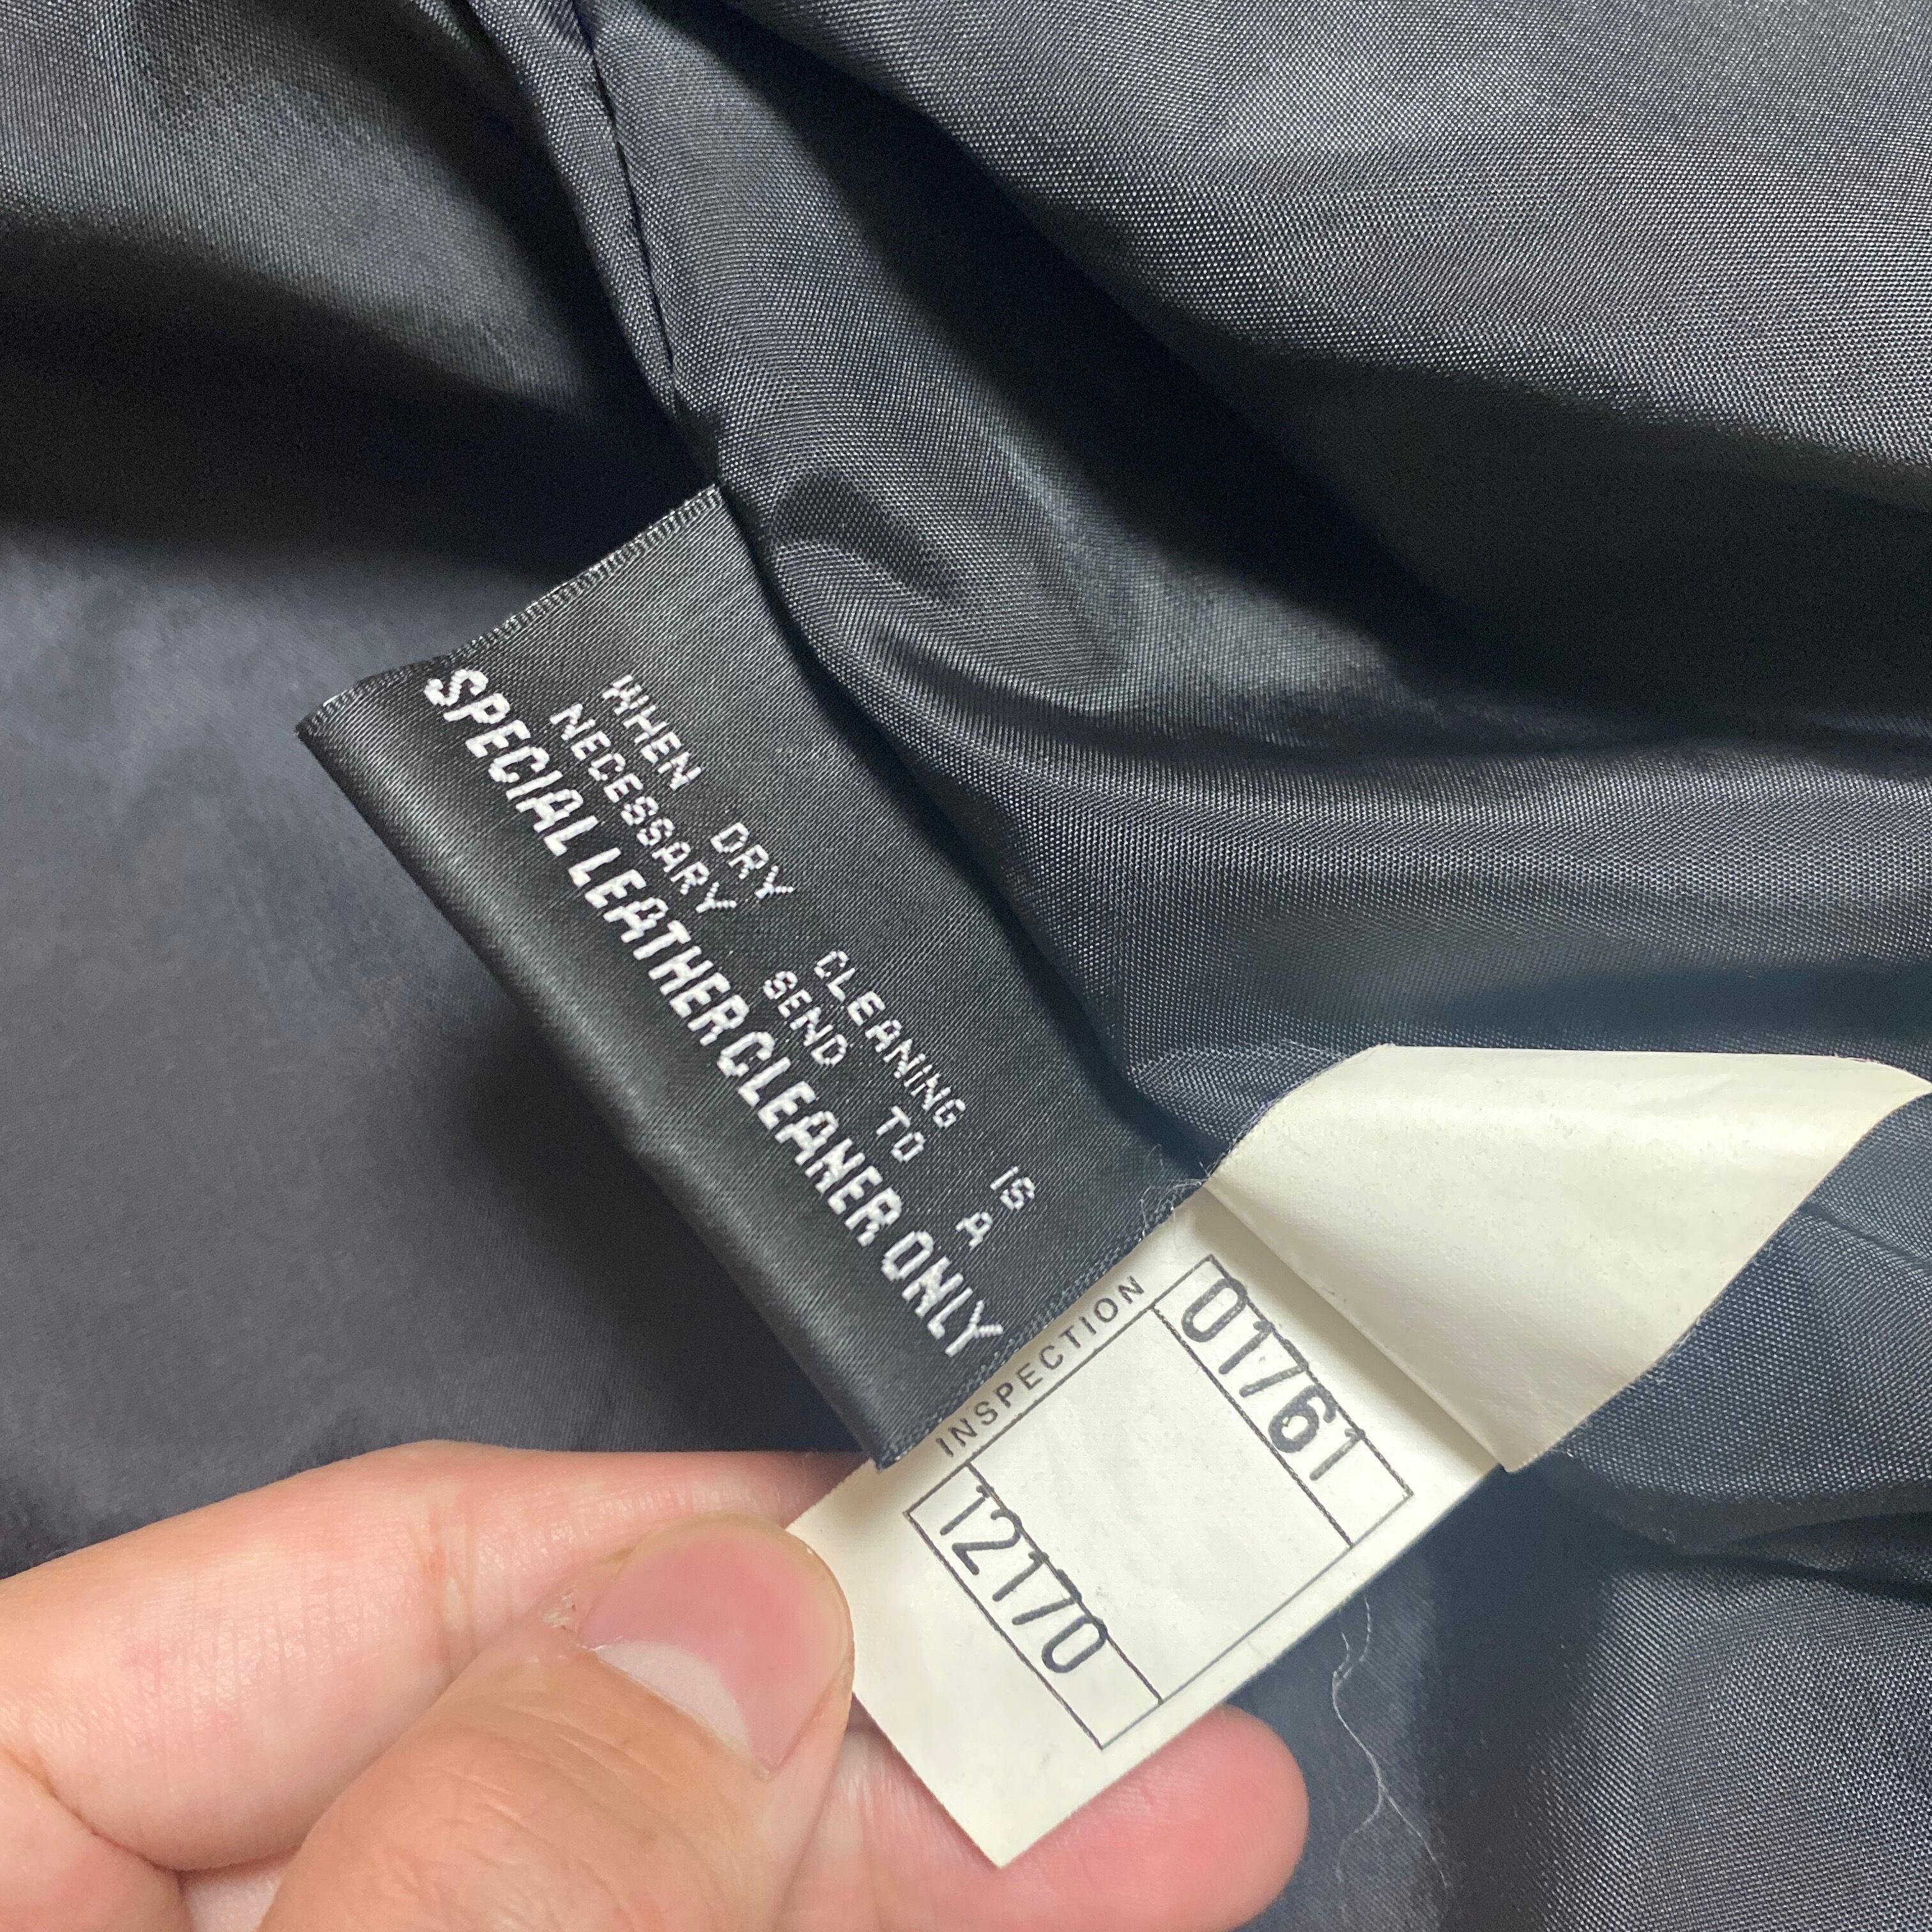 WHEN DRY CLEANING IS
NECESSARY SEND TO A
SPECIAL LEATHER CLEANER ONLY
INSPECTION
01761
12170